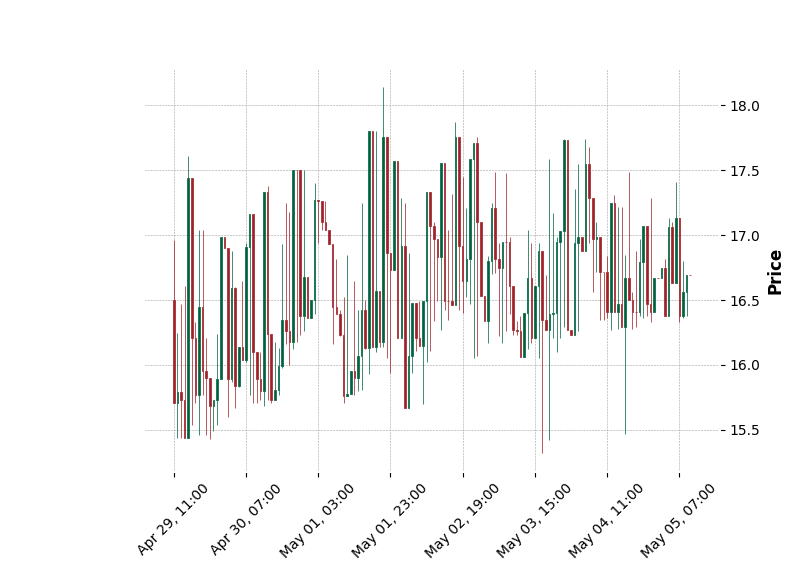 18.0
17.5
17.0
16.5
16.0
15.5
Price
Apr 29, 11:00
Apr 30, 07:00
May 01, 03:00
May 01, 23:00
May 02, 19:00
May 03, 15:00
May 04, 11:00
May 05, 07:00